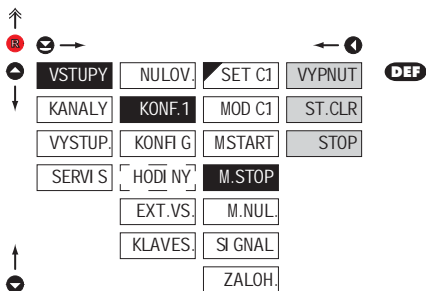 R
VSTUPY NULOV. SET C1 VYPNUT DEF
KANALY KONF.1 MOD C1 ST.CLR
VYSTUP. KONFIG MSTART STOP
SERVIS HODINY M.STOP
EXT.VS. M.NUL.
KLAVES. SIGNAL
ZALOH.